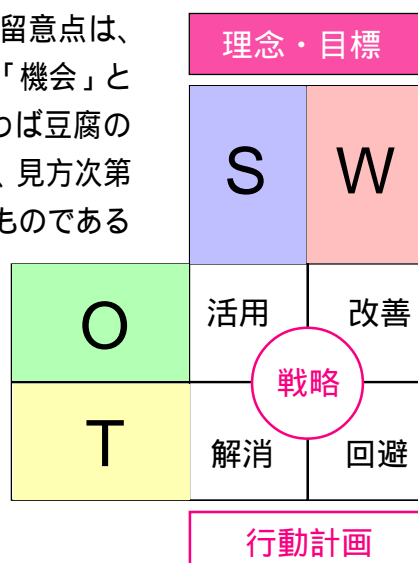 留意点は、
「機会」と
わば豆腐の
、見方次第
ものである
理念・目標
S W
O 活用 改善
戦略
T 解消 回避
行動計画